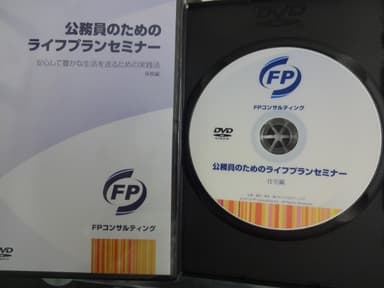 公務員のための
ライフプランセミナー
安心して豊かな生活を送るための実践法
FP
FPコンサルティング
DVD
DVD
FP
FPコンサルティング
DVD
公務員のためのライフプランセミナー
住宅編